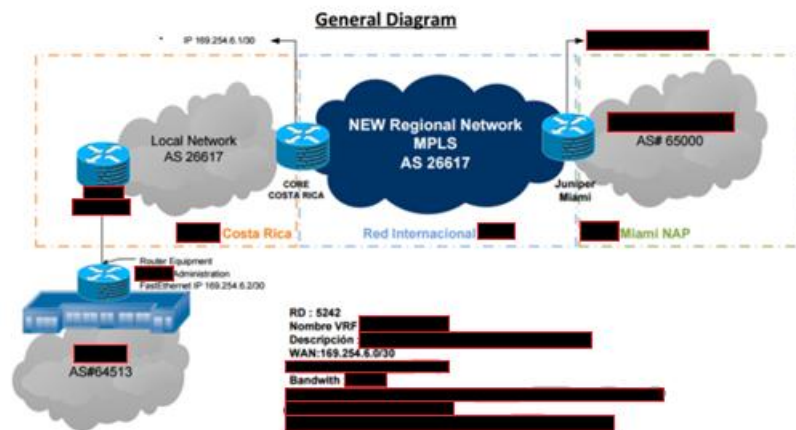 General Diagram
• IP 169.254.6.1/30
Local Network
AS 26617
NEW Regional Network
MPLS
AS 26617
AS# 65000
CORE
COSTA RICA
Juniper
Miami
Costa Rica
Red Internacional
Miami NAP
Router Equipment
Administration
FastEthernet IP 169.254.6.2/30
AS#64513
RD : 5242
Nombre VRF
Descripción :
WAN:169.254.6.0/30
Bandwith